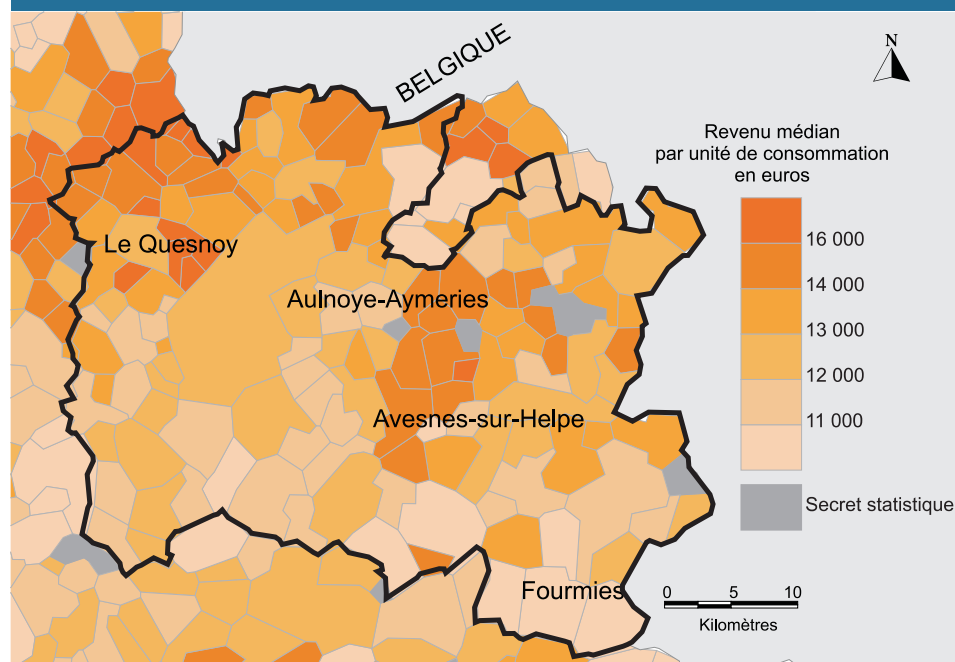 BELGIQUE
N
Revenu médian
par unité de consommation
en euros
16 000
14 000
13 000
12 000
11 000
Secret statistique
Le Quesnoy
Aulnoye-Aymeries
Avesnes-sur-Helpe
Fourmies
0 5 10
Kilomètres